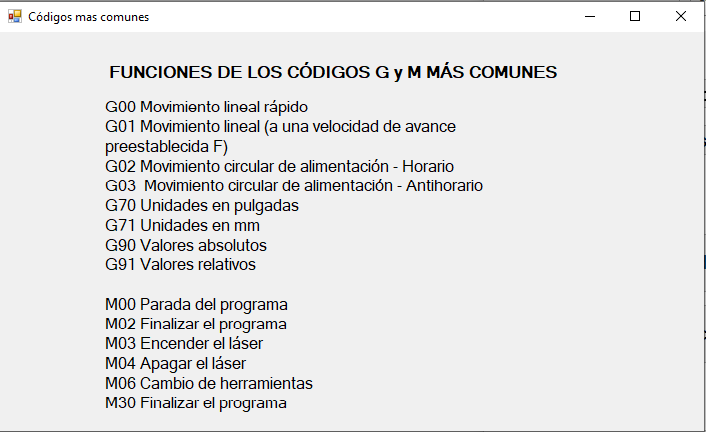 Códigos mas comunes
FUNCIONES DE LOS CÓDIGOS G y M MÁS COMUNES
G00 Movimiento lineal rápido
G01 Movimiento lineal (a una velocidad de avance
preestablecida F)
G02 Movimiento circular de alimentación - Horario
G03  Movimiento circular de alimentación - Antihorario
G70 Unidades en pulgadas
G71 Unidades en mm
G90 Valores absolutos
G91 Valores relativos
M00 Parada del programa
M02 Finalizar el programa
M03 Encender el láser
M04 Apagar el láser
M06 Cambio de herramientas
M30 Finalizar el programa